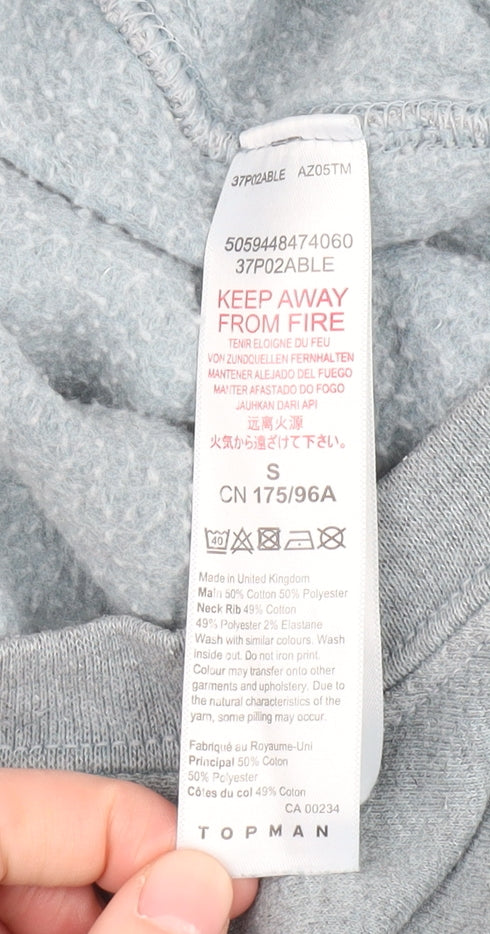 37P02ABLE AZ05TM
5059448474060
37P02ABLE
KEEP AWAY
FROM FIRE
TENIR ELOIGNE DU FEU
VON ZUNDQUELLEN FERNHALTEN
MANTENER ALEJADO DEL FUEGO
MANTER AFASTADO DO FOGO
JAUHKAN DARI API
远离火源
火気から遠ざけて下さい。
S
CN 175/96A
40
Made in United Kingdom
Main 50% Cotton 50% Polyester
Neck Rib 49% Cotton
49% Polyester 2% Elastane
Wash with similar colours. Wash
inside out. Do not iron print.
Colour may transfer onto other
garments and upholstery. Due to
the natural characteristics of the
yarn, some pilling may occur.
Fabriqué au Royaume-Uni
Principal 50% Coton
50% Polyester
Côtes du col 49% Coton
CA 00234
TOPMAN